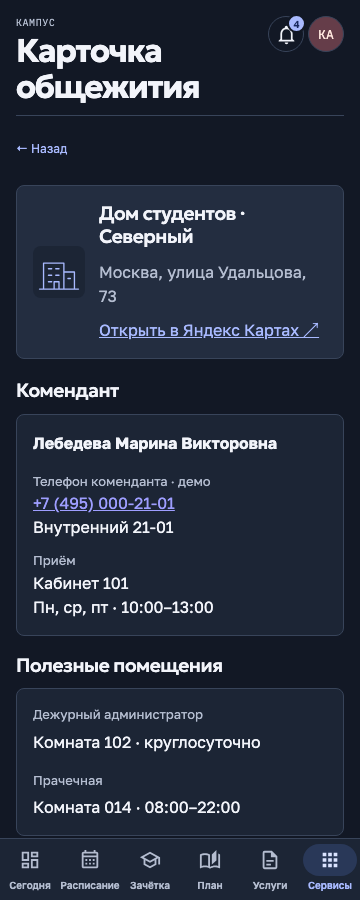 КАМПУС
Карточка
общежития
4
КА
← Назад
Дом студентов ·
Северный
Москва, улица Удальцова,
73
Открыть в Яндекс Картах ↗
Комендант
Лебедева Марина Викторовна
Телефон коменданта · демо
+7 (495) 000-21-01
Внутренний 21-01
Приём
Кабинет 101
Пн, ср, пт · 10:00–13:00
Полезные помещения
Дежурный администратор
Комната 102 · круглосуточно
Прачечная
Комната 014 · 08:00–22:00
Сегодня Расписание Зачётка План Услуги Сервисы